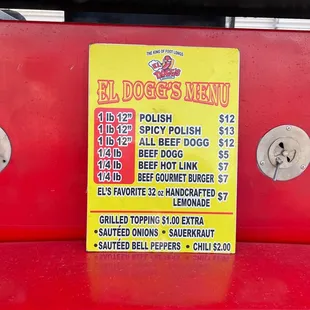 THE KING OF FOOT LONGS
EL DOGG'S MENU
1 lb 12" POLISH $12
1 lb 12" SPICY POLISH $13
1 lb 12" ALL BEEF DOGG $12
1/4 lb BEEF DOGG $5
1/4 lb BEEF HOT LINK $7
1/4 lb BEEF GOURMET BURGER $7
EL'S FAVORITE 32 oz HANDCRAFTED
LEMONADE $7
GRILLED TOPPING $1.00 EXTRA
• SAUTÉED ONIONS • SAUERKRAUT
• SAUTÉED BELL PEPPERS • CHILI $2.00